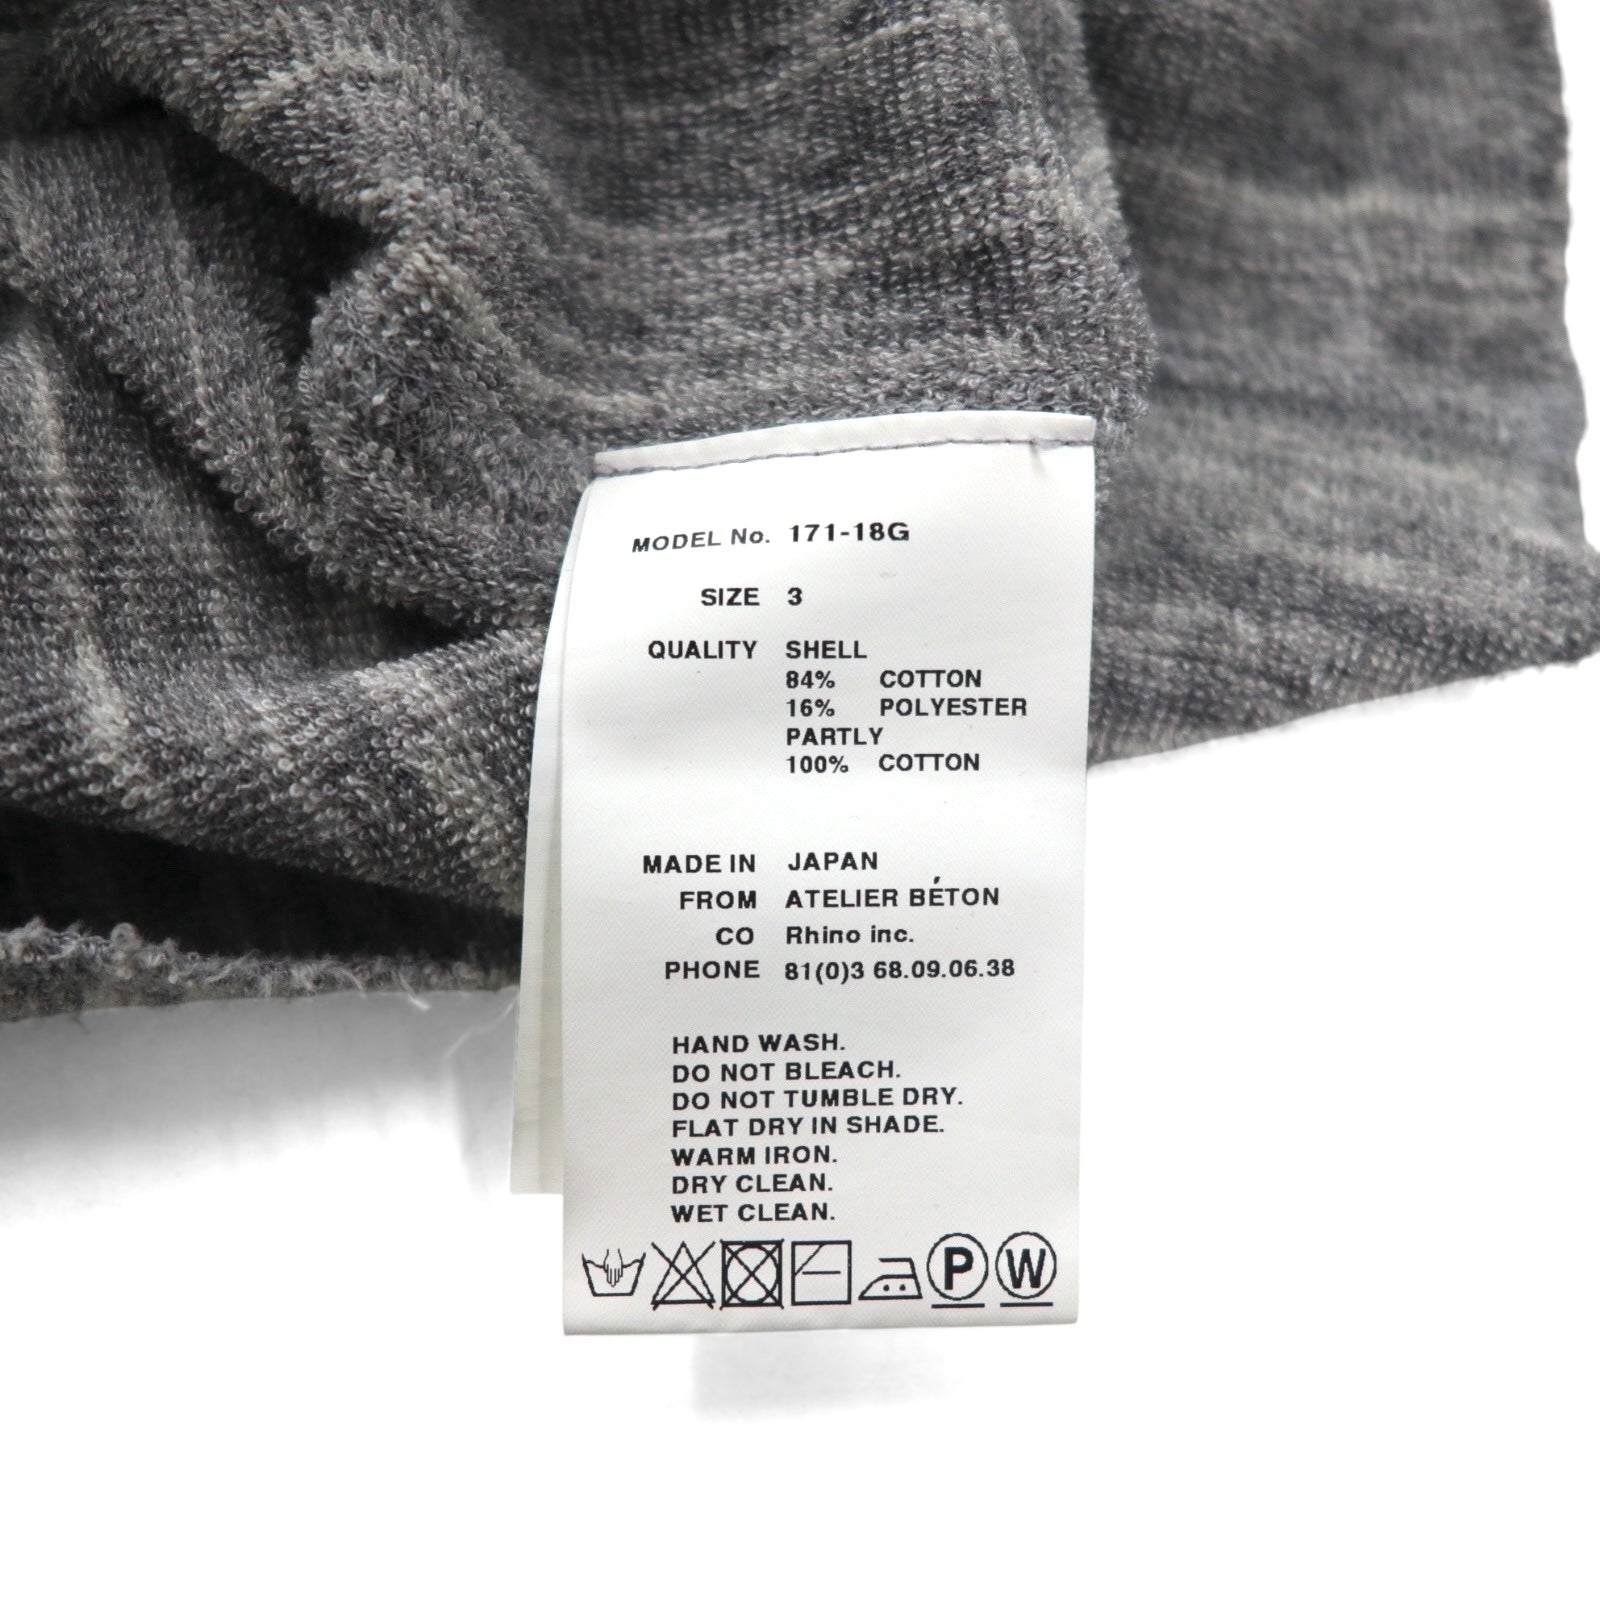 MODEL No. 171-18G
SIZE 3
QUALITY SHELL
84% COTTON
16% POLYESTER
PARTLY
100% COTTON
MADE IN JAPAN
FROM ATELIER BÉTON
CO Rhino inc.
PHONE 81(0)3 68.09.06.38
HAND WASH.
DO NOT BLEACH.
DO NOT TUMBLE DRY.
FLAT DRY IN SHADE.
WARM IRON.
DRY CLEAN.
WET CLEAN.
P W